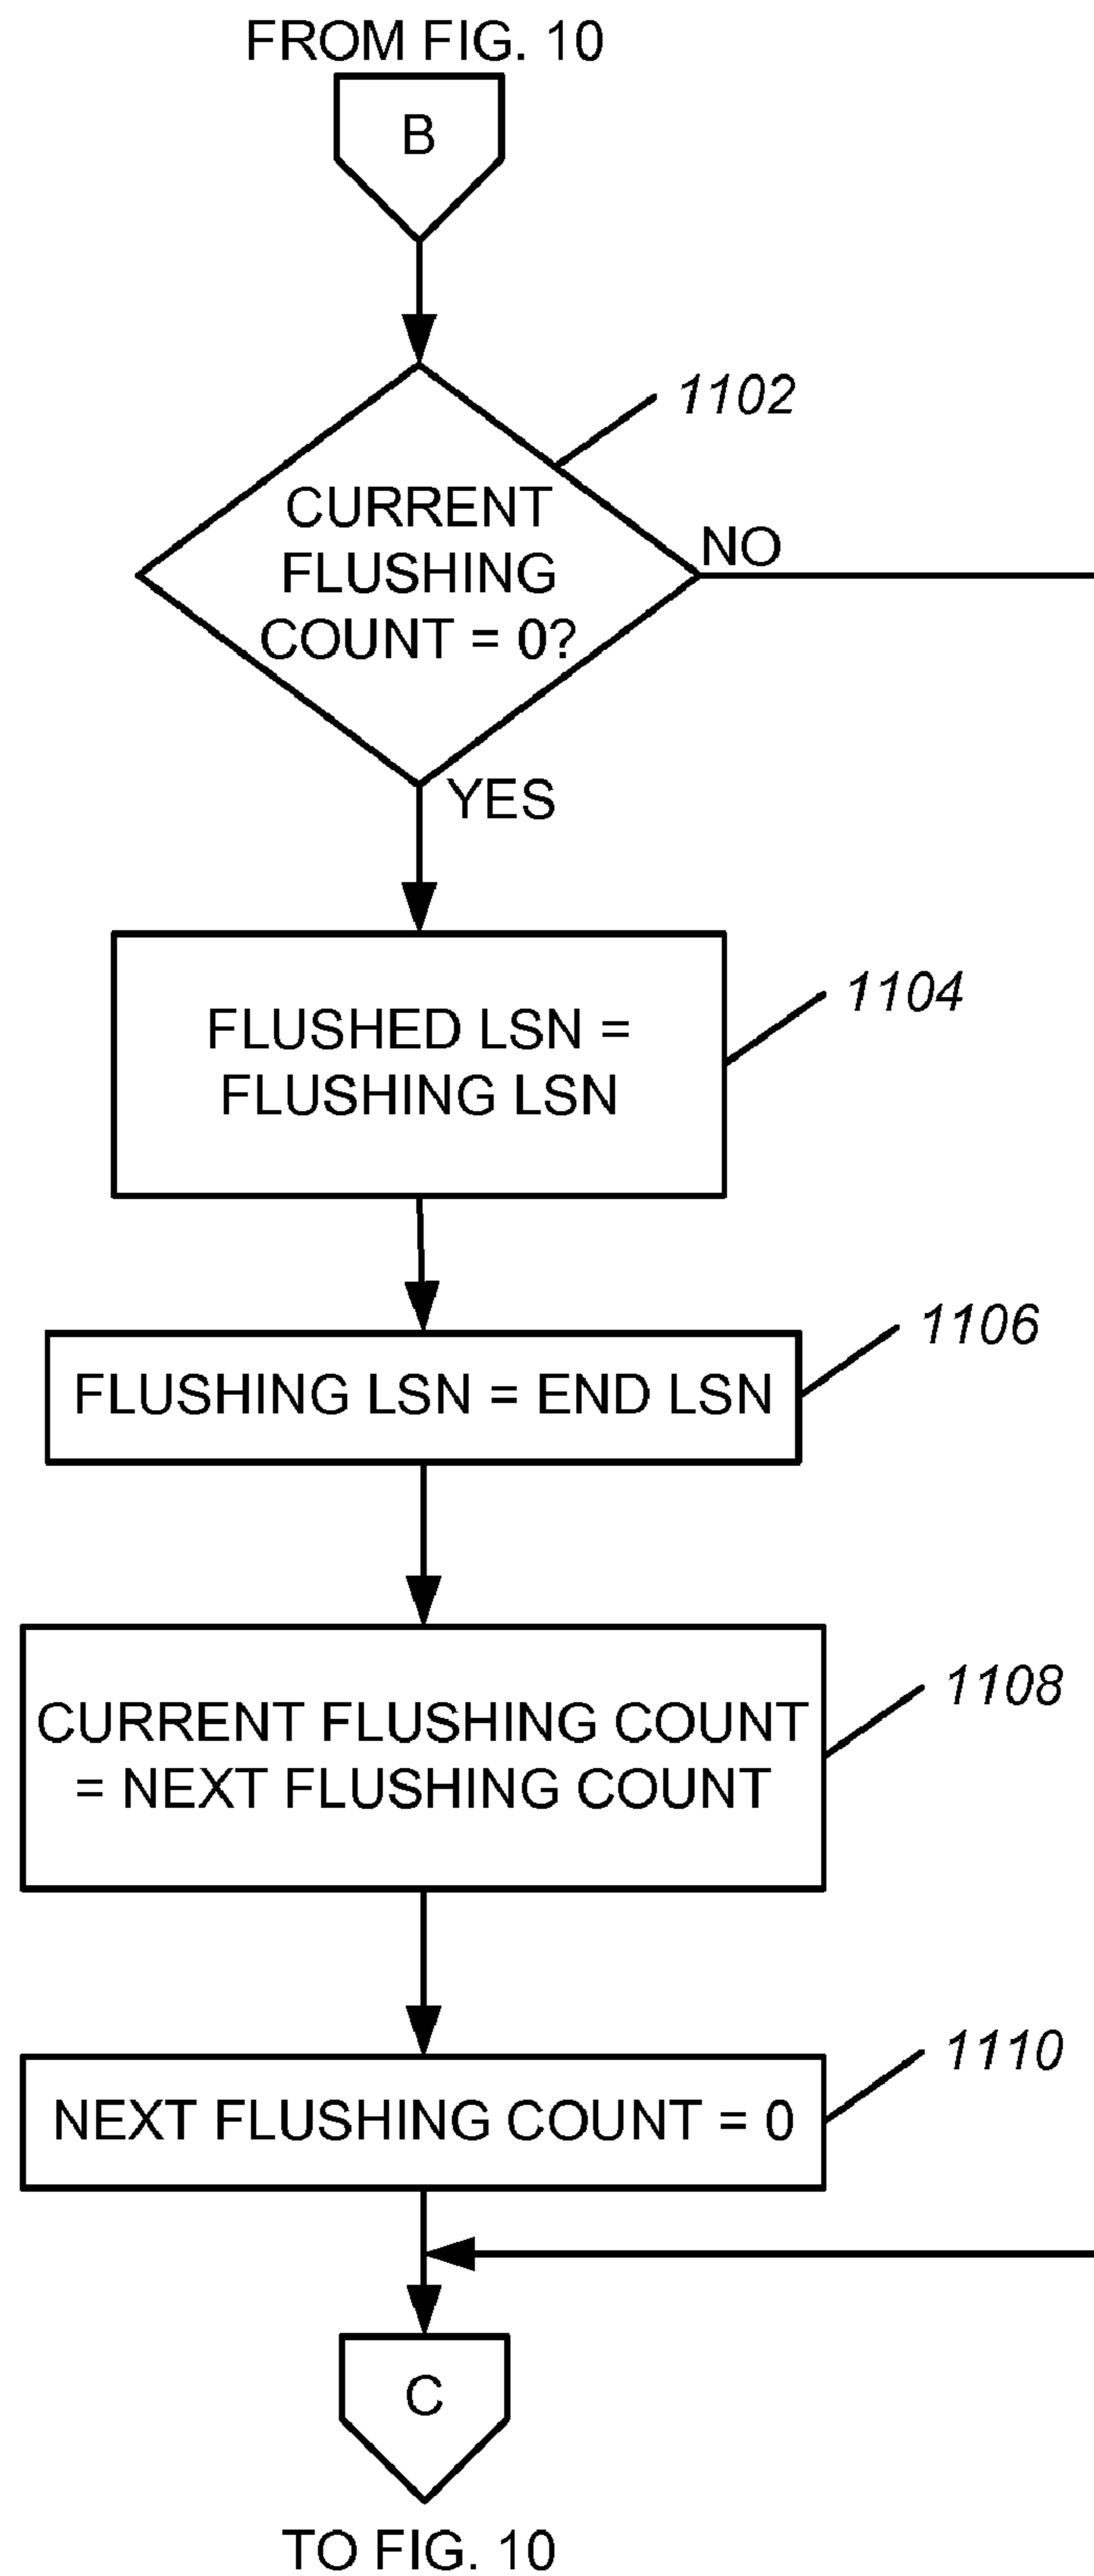 FROM FIG. 10
B
1102
CURRENT
FLUSHING
COUNT = 0?
NO
YES
1104
FLUSHED LSN =
FLUSHING LSN
1106
FLUSHING LSN = END LSN
1108
CURRENT FLUSHING COUNT
= NEXT FLUSHING COUNT
1110
NEXT FLUSHING COUNT = 0
C
TO FIG. 10